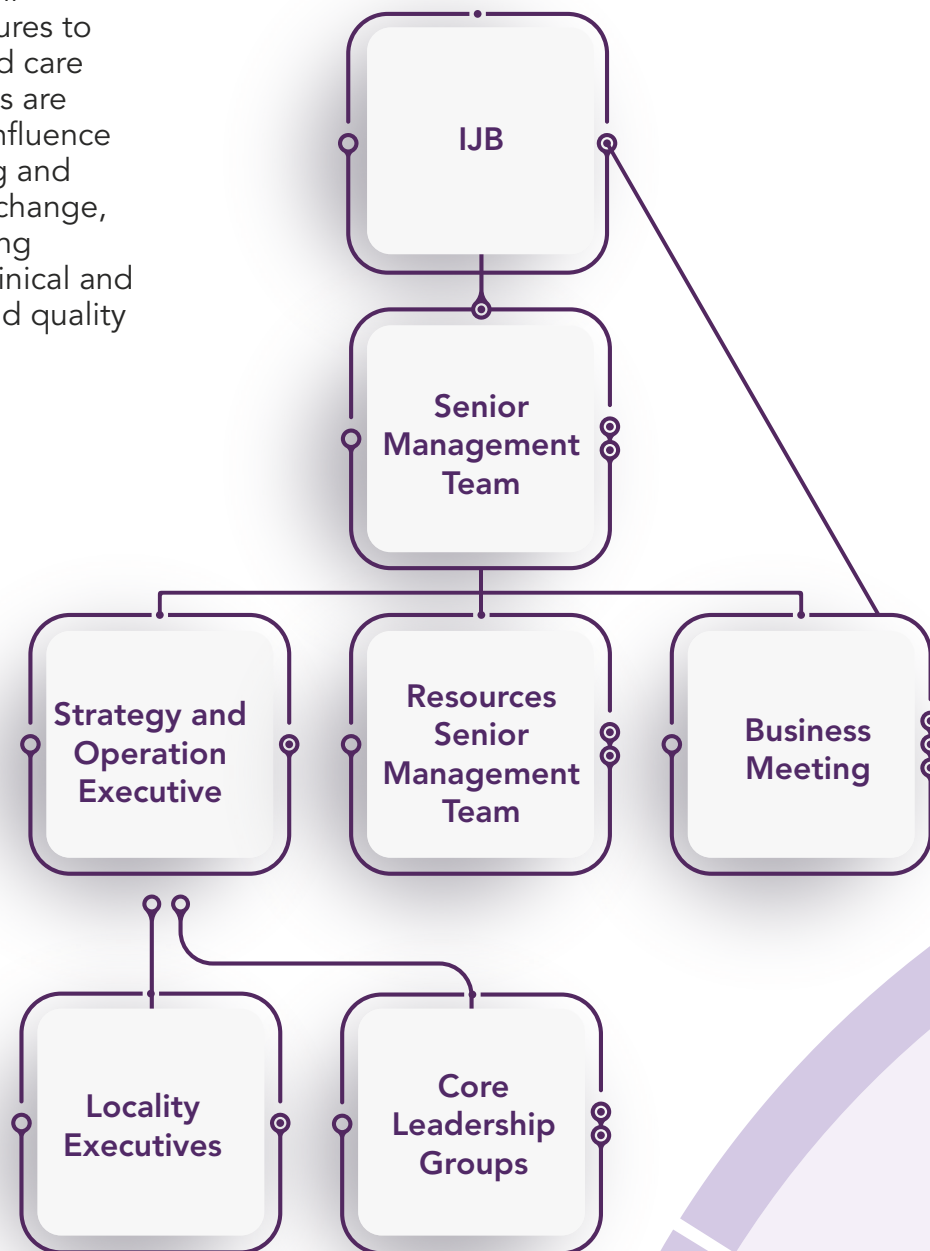 ures to
d care
s are
nfluence
g and
change,
ng
inical and
d quality
IJB
Senior
Management
Team
Strategy and
Operation
Executive
Resources
Senior
Management
Team
Business
Meeting
Locality
Executives
Core
Leadership
Groups